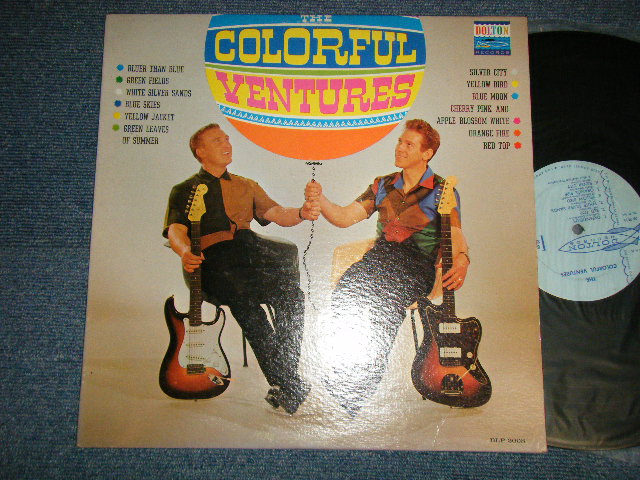 THE
COLORFUL
VENTURES
DOLTON
RECORDS
BLUER THAN BLUE
GREEN FIELDS
WHITE SILVER SANDS
BLUE SKIES
YELLOW JACKET
GREEN LEAVES
OF SUMMER
SILVER CITY
YELLOW BIRD
BLUE MOON
CHERRY PINK AND
APPLE BLOSSOM WHITE
ORANGE FIRE
RED TOP
BLP 2008
DOLTON
THE
COLORFUL VENTURES